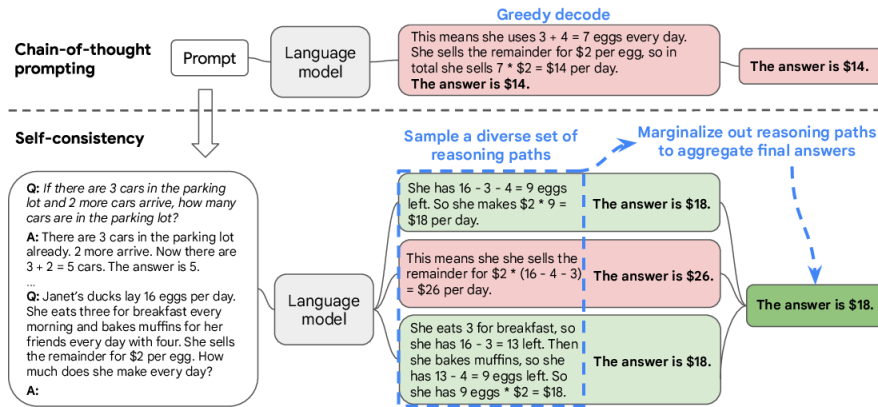 Greedy decode
Chain-of-thought
prompting
Prompt
Language
model
This means she uses 3 + 4 = 7 eggs every day.
She sells the remainder for $2 per egg, so in
total she sells 7 * $2 = $14 per day.
The answer is $14.
The answer is $14.
Self-consistency
Sample a diverse set of
reasoning paths
Marginalize out reasoning paths
to aggregate final answers
Q: If there are 3 cars in the parking
lot and 2 more cars arrive, how many
cars are in the parking lot?
A: There are 3 cars in the parking lot
already. 2 more arrive. Now there are
3 + 2 = 5 cars. The answer is 5.
...
Q: Janet's ducks lay 16 eggs per day.
She eats three for breakfast every
morning and bakes muffins for her
friends every day with four. She sells
the remainder for $2 per egg. How
much does she make every day?
A:
Language
model
She has 16 - 3 - 4 = 9 eggs
left. So she makes $2 * 9 =
$18 per day.
The answer is $18.
This means she she sells the
remainder for $2 * (16 - 4 - 3)
= $26 per day.
The answer is $26.
She eats 3 for breakfast, so
she has 16 - 3 = 13 left. Then
she bakes muffins, so she
has 13 - 4 = 9 eggs left. So
she has 9 eggs * $2 = $18.
The answer is $18.
The answer is $18.